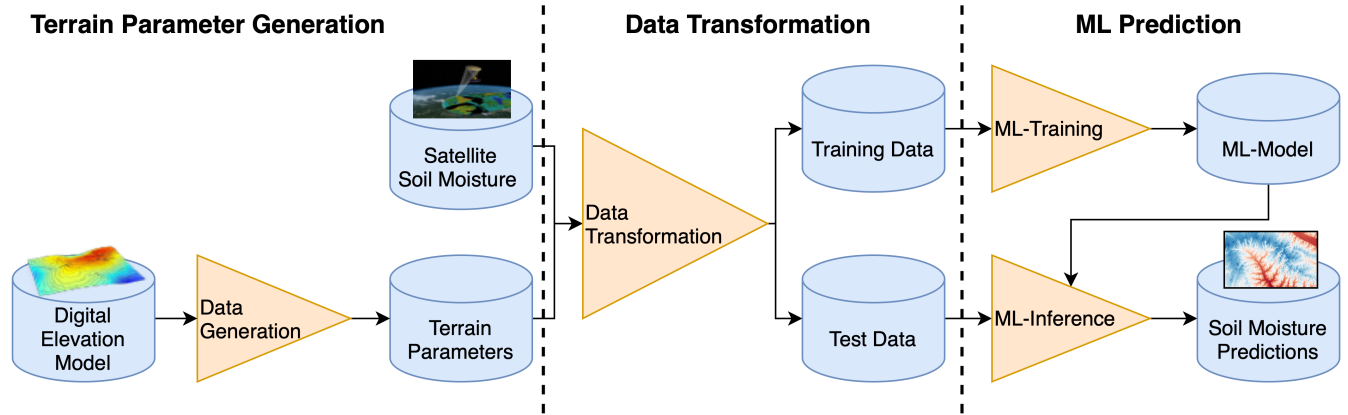 Terrain Parameter Generation
Data Transformation
ML Prediction
Satellite
Soil Moisture
Digital
Elevation
Model
Data
Generation
Terrain
Parameters
Data
Transformation
Training Data
Test Data
ML-Training
ML-Model
ML-Inference
Soil Moisture
Predictions